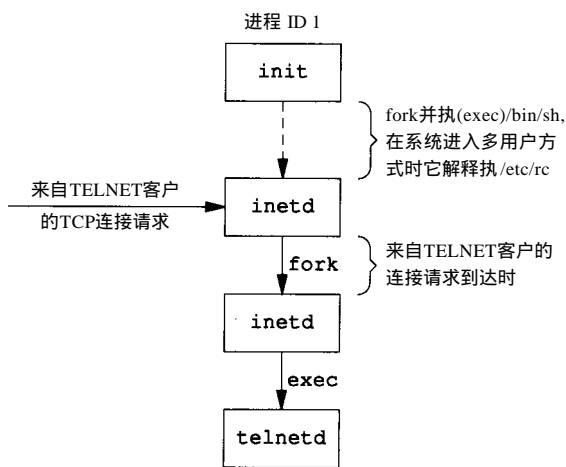 进程 ID 1
init
fork并执(exec)/bin/sh,
在系统进入多用户方
式时它解释执/etc/rc
来自TELNET客户
的TCP连接请求
inetd
fork
来自TELNET客户的
连接请求到达时
inetd
exec
telnetd